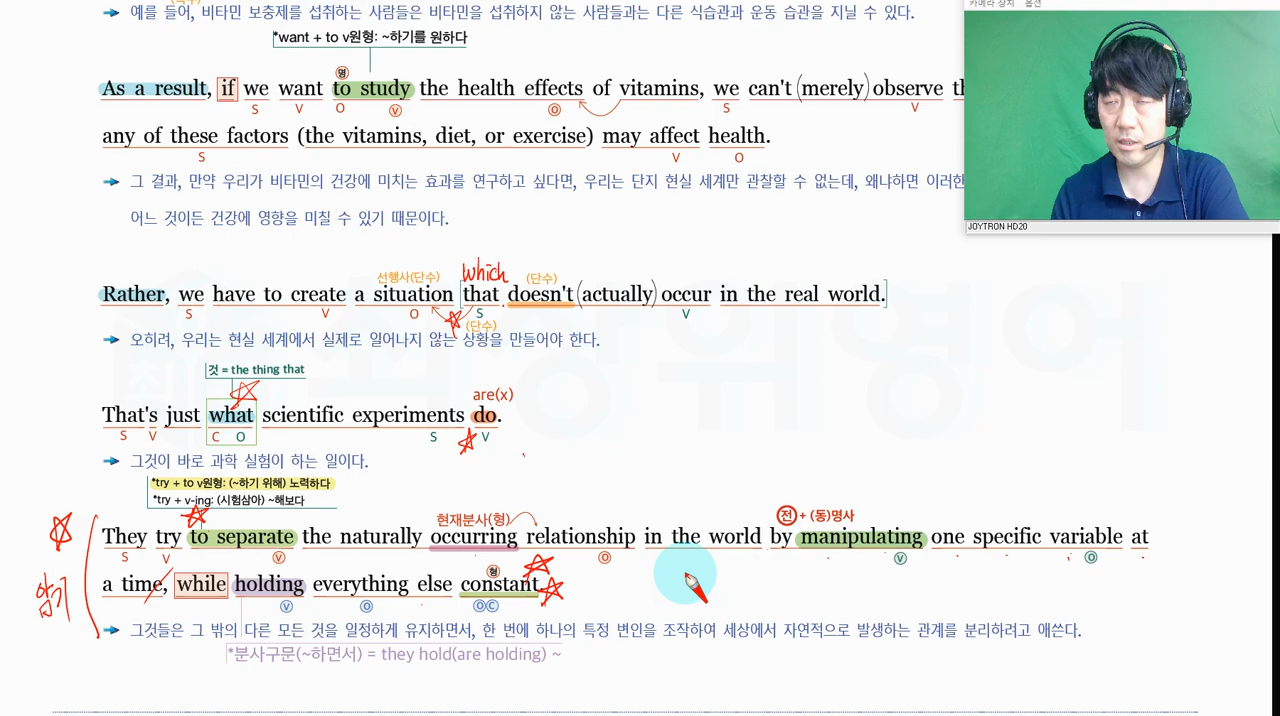 예를 들어, 비타민 보충제를 섭취하는 사람들은 비타민을 섭취하지 않는 사람들과는 다른 식습관과 운동 습관을 지닐 수 있다.
카메라 장치 옵션
*want + to v원형: ~하기를 원하다
명
As a result, if we want to study the health effects of vitamins, we can't (merely) observe
S V O ⓥ ⓞ S V
any of these factors (the vitamins, diet, or exercise) may affect health.
S V O
그 결과, 만약 우리가 비타민의 건강에 미치는 효과를 연구하고 싶다면, 우리는 단지 현실 세계만 관찰할 수 없는데, 왜냐하면 이러한
어느 것이든 건강에 영향을 미칠 수 있기 때문이다.
JOYTRON HD20
which
선행사(단수) (단수)
Rather, we have to create a situation [that doesn't (actually) occur in the real world.]
S V O S V
(단수)
오히려, 우리는 현실 세계에서 실제로 일어나지 않는 상황을 만들어야 한다.
것 = the thing that
are(x)
That's just what scientific experiments do.
S V C O S V
그것이 바로 과학 실험이 하는 일이다.
*try + to v원형: (~하기 위해) 노력하다
*try + v-ing: (시험삼아) ~해보다
현재분사(형) 전 + (동)명사
They try to separate the naturally occurring relationship in the world by manipulating one specific variable at
S V ⓥ ⓞ ⓥ ⓞ
형
a time, while holding everything else constant.
암기
ⓥ ⓞ ⓞⓒ
그것들은 그 밖의 다른 모든 것을 일정하게 유지하면서, 한 번에 하나의 특정 변인을 조작하여 세상에서 자연적으로 발생하는 관계를 분리하려고 애쓴다.
*분사구문(~하면서) = they hold(are holding) ~